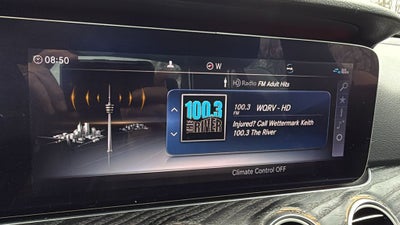 08:50
W
HD Radio FM Adult Hits
100.3
THE RIVER
100.3 WQRV - HD
FM
Injured? Call Wettermark Keith
100.3 The River
Climate Control OFF